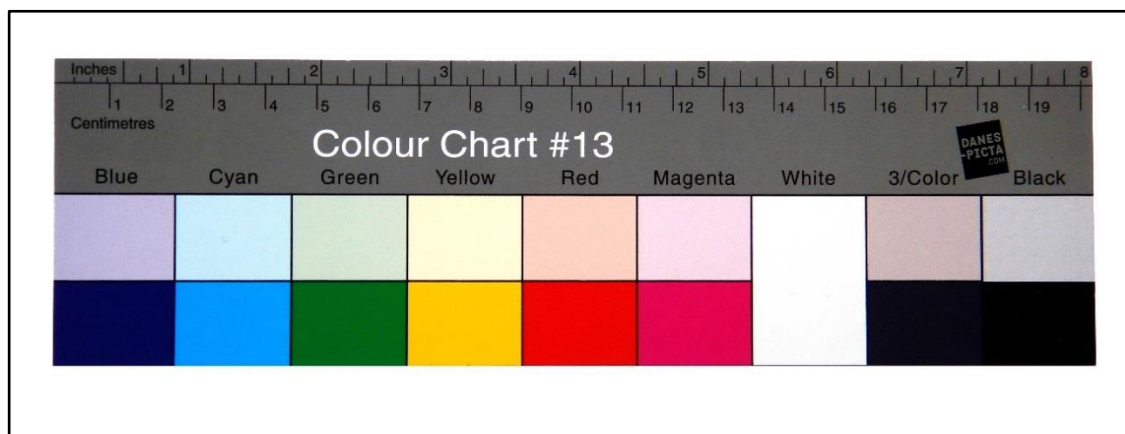 Inches 1 2 3 4 5 6 7 8
1 2 3 4 5 6 7 8 9 10 11 12 13 14 15 16 17 18 19
Centimetres
Colour Chart #13
DANES
-PICTA
.COM
Blue Cyan Green Yellow Red Magenta White 3/Color Black